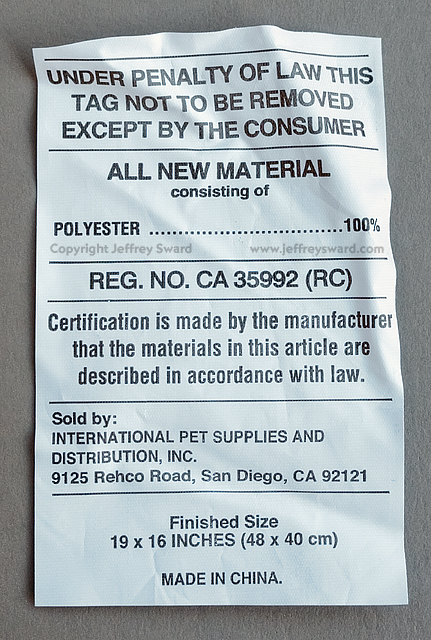 UNDER PENALTY OF LAW THIS
TAG NOT TO BE REMOVED
EXCEPT BY THE CONSUMER
ALL NEW MATERIAL
consisting of
POLYESTER ................................100%
Copyright Jeffrey Sward www.jeffreysward.com
REG. NO. CA 35992 (RC)
Certification is made by the manufacturer
that the materials in this article are
described in accordance with law.
Sold by:
INTERNATIONAL PET SUPPLIES AND
DISTRIBUTION, INC.
9125 Rehco Road, San Diego, CA 92121
Finished Size
19 x 16 INCHES (48 x 40 cm)
MADE IN CHINA.